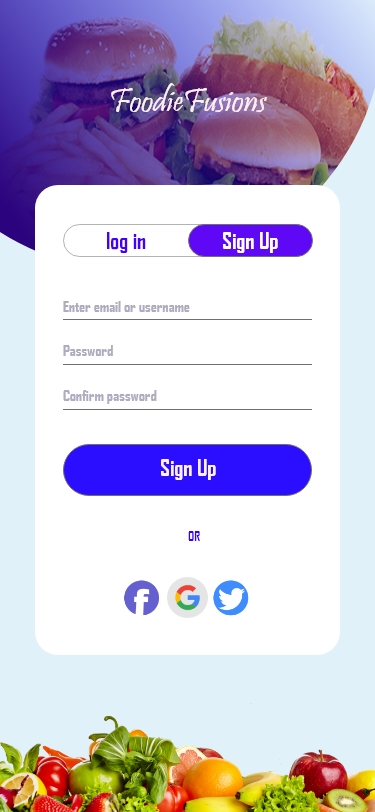 Foodie Fusions
log in
Sign Up
Enter email or username
Password
Confirm password
Sign Up
OR